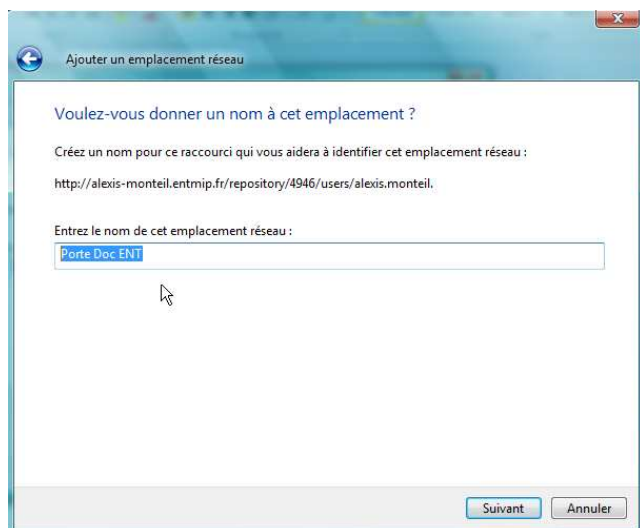 Ajouter un emplacement réseau
Voulez-vous donner un nom à cet emplacement ?
Créez un nom pour ce raccourci qui vous aidera à identifier cet emplacement réseau :
http://alexis-monteil.entmip.fr/repository/4946/users/alexis.monteil.
Entrez le nom de cet emplacement réseau :
Porte Doc ENT
Suivant Annuler